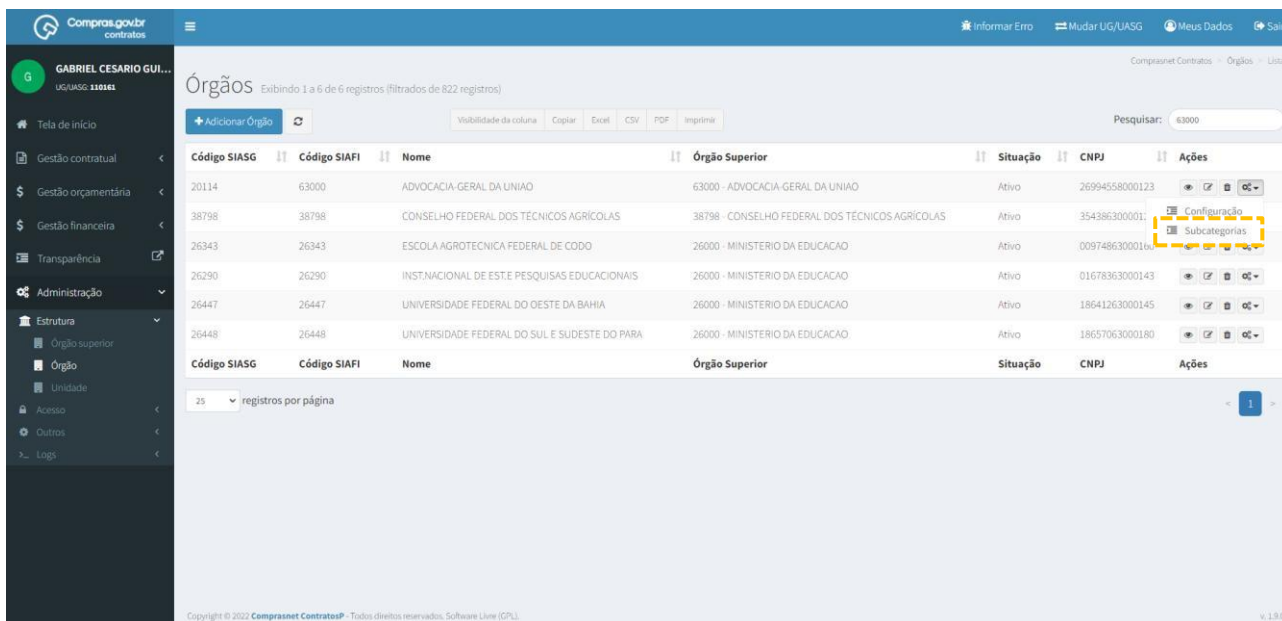 Compras.gov.br
contratos
Informar Erro Mudar UG/UASG Meus Dados Sai
G
GABRIEL CESARIO GUI...
UG/UASG: 110161
Comprasnet Contratos > Órgãos > Lista
Órgãos Exibindo 1 a 6 de 6 registros (filtrados de 822 registros)
Tela de início
Gestão contratual
Gestão orçamentária
Gestão financeira
Transparência
Administração
Estrutura
Órgão superior
Órgão
Unidade
Acesso
Outros
Logs
+ Adicionar Órgão
Visibilidade da coluna Copiar Excel CSV PDF Imprimir
Pesquisar: 63000
Código SIASG Código SIAFI Nome Órgão Superior Situação CNPJ Ações
20114 63000 ADVOCACIA-GERAL DA UNIAO 63000 - ADVOCACIA-GERAL DA UNIAO Ativo 26994558000123
Configuração
Subcategorias
38798 38798 CONSELHO FEDERAL DOS TÉCNICOS AGRÍCOLAS 38798 - CONSELHO FEDERAL DOS TÉCNICOS AGRÍCOLAS Ativo
26343 26343 ESCOLA AGROTECNICA FEDERAL DE CODO 26000 - MINISTERIO DA EDUCACAO Ativo 00974863000160
26290 26290 INST.NACIONAL DE EST.E PESQUISAS EDUCACIONAIS 26000 - MINISTERIO DA EDUCACAO Ativo 01678363000143
26447 26447 UNIVERSIDADE FEDERAL DO OESTE DA BAHIA 26000 - MINISTERIO DA EDUCACAO Ativo 18641263000145
26448 26448 UNIVERSIDADE FEDERAL DO SUL E SUDESTE DO PARA 26000 - MINISTERIO DA EDUCACAO Ativo 18657063000180
Código SIASG Código SIAFI Nome Órgão Superior Situação CNPJ Ações
25 registros por página
< 1 >
Copyright © 2022 Comprasnet ContratosP - Todos direitos reservados. Software Livre (GPL).